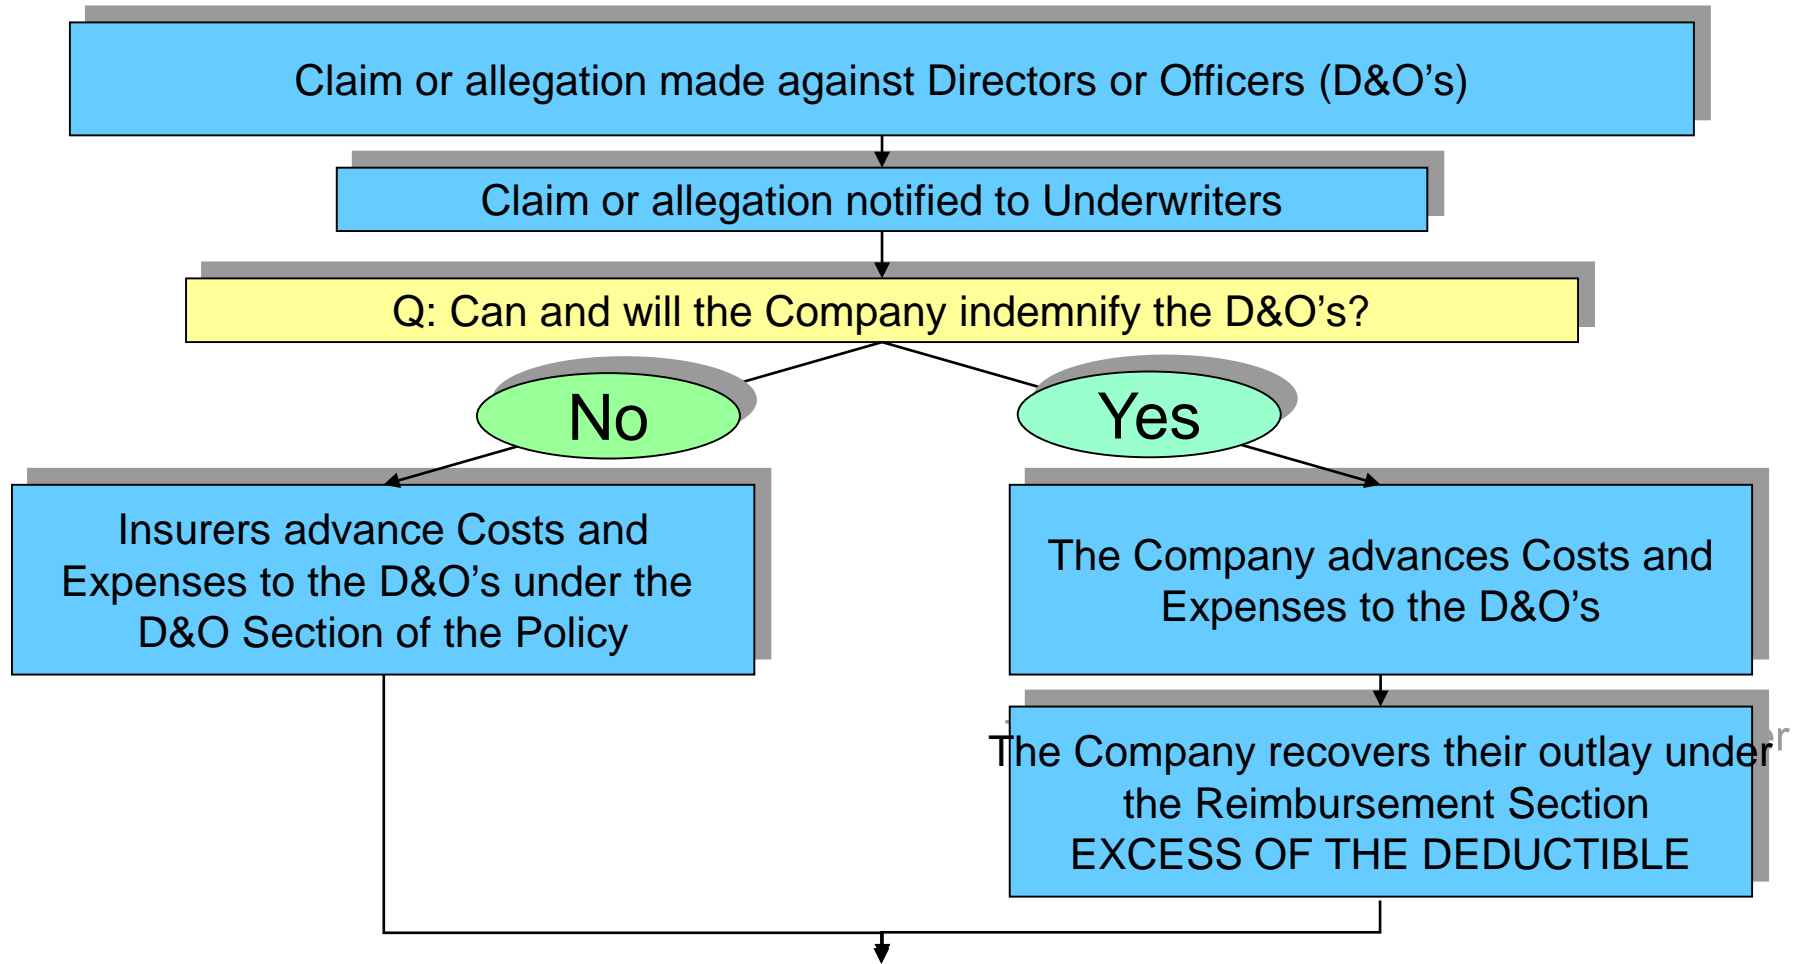 Claim or allegation made against Directors or Officers (D&O’s)
Claim or allegation notified to Underwriters
Q: Can and will the Company indemnify the D&O’s?
No
Yes
Insurers advance Costs and
Expenses to the D&O’s under the
D&O Section of the Policy
The Company advances Costs and
Expenses to the D&O’s
The Company recovers their outlay under
the Reimbursement Section
EXCESS OF THE DEDUCTIBLE